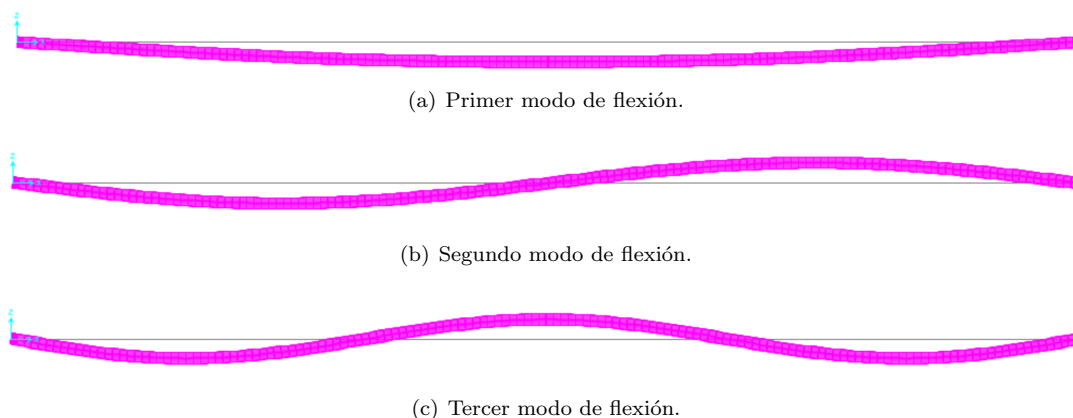 (a) Primer modo de flexión.
(b) Segundo modo de flexión.
(c) Tercer modo de flexión.